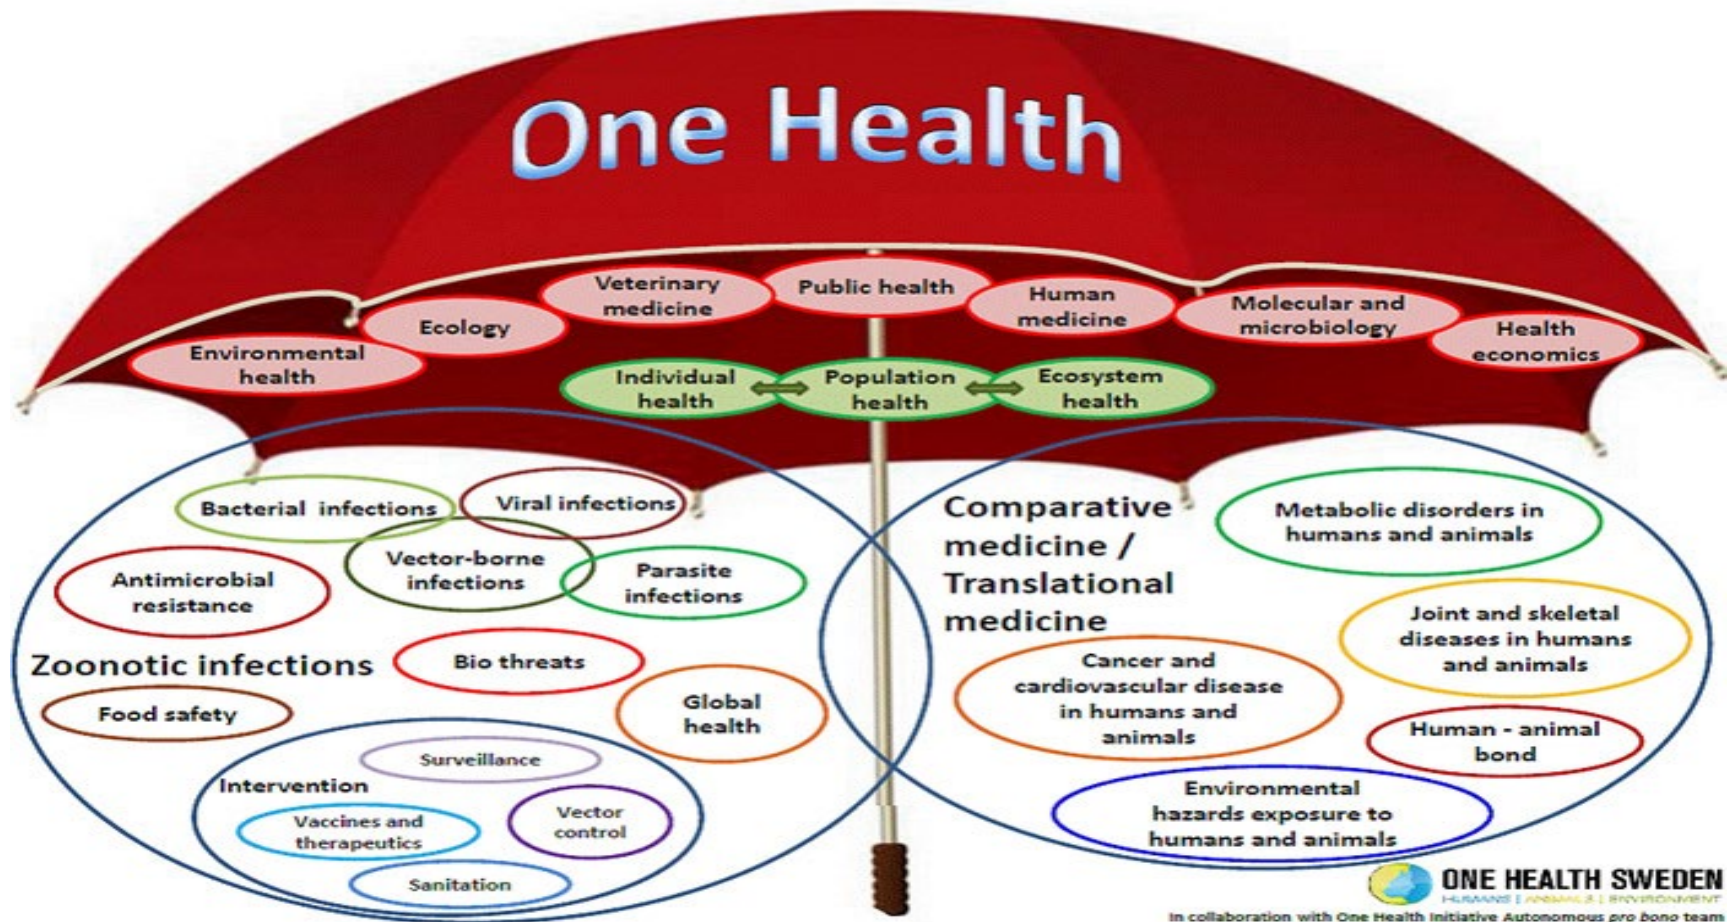 One Health
Veterinary
medicine
Public health
Human
medicine
Molecular and
microbiology
Ecology
Health
economics
Environmental
health
Individual
health
Population
health
Ecosystem
health
Bacterial infections
Viral infections
Vector-borne
infections
Parasite
infections
Antimicrobial
resistance
Zoonotic infections
Bio threats
Food safety
Global
health
Intervention
Surveillance
Vaccines and
therapeutics
Vector
control
Sanitation
Comparative
medicine /
Translational
medicine
Metabolic disorders in
humans and animals
Joint and skeletal
diseases in humans
and animals
Cancer and
cardiovascular disease
in humans and
animals
Human - animal
bond
Environmental
hazards exposure to
humans and animals
ONE HEALTH SWEDEN
HUMANS | ANIMALS | ENVIRONMENT
In collaboration with One Health Initiative Autonomous pro bono team